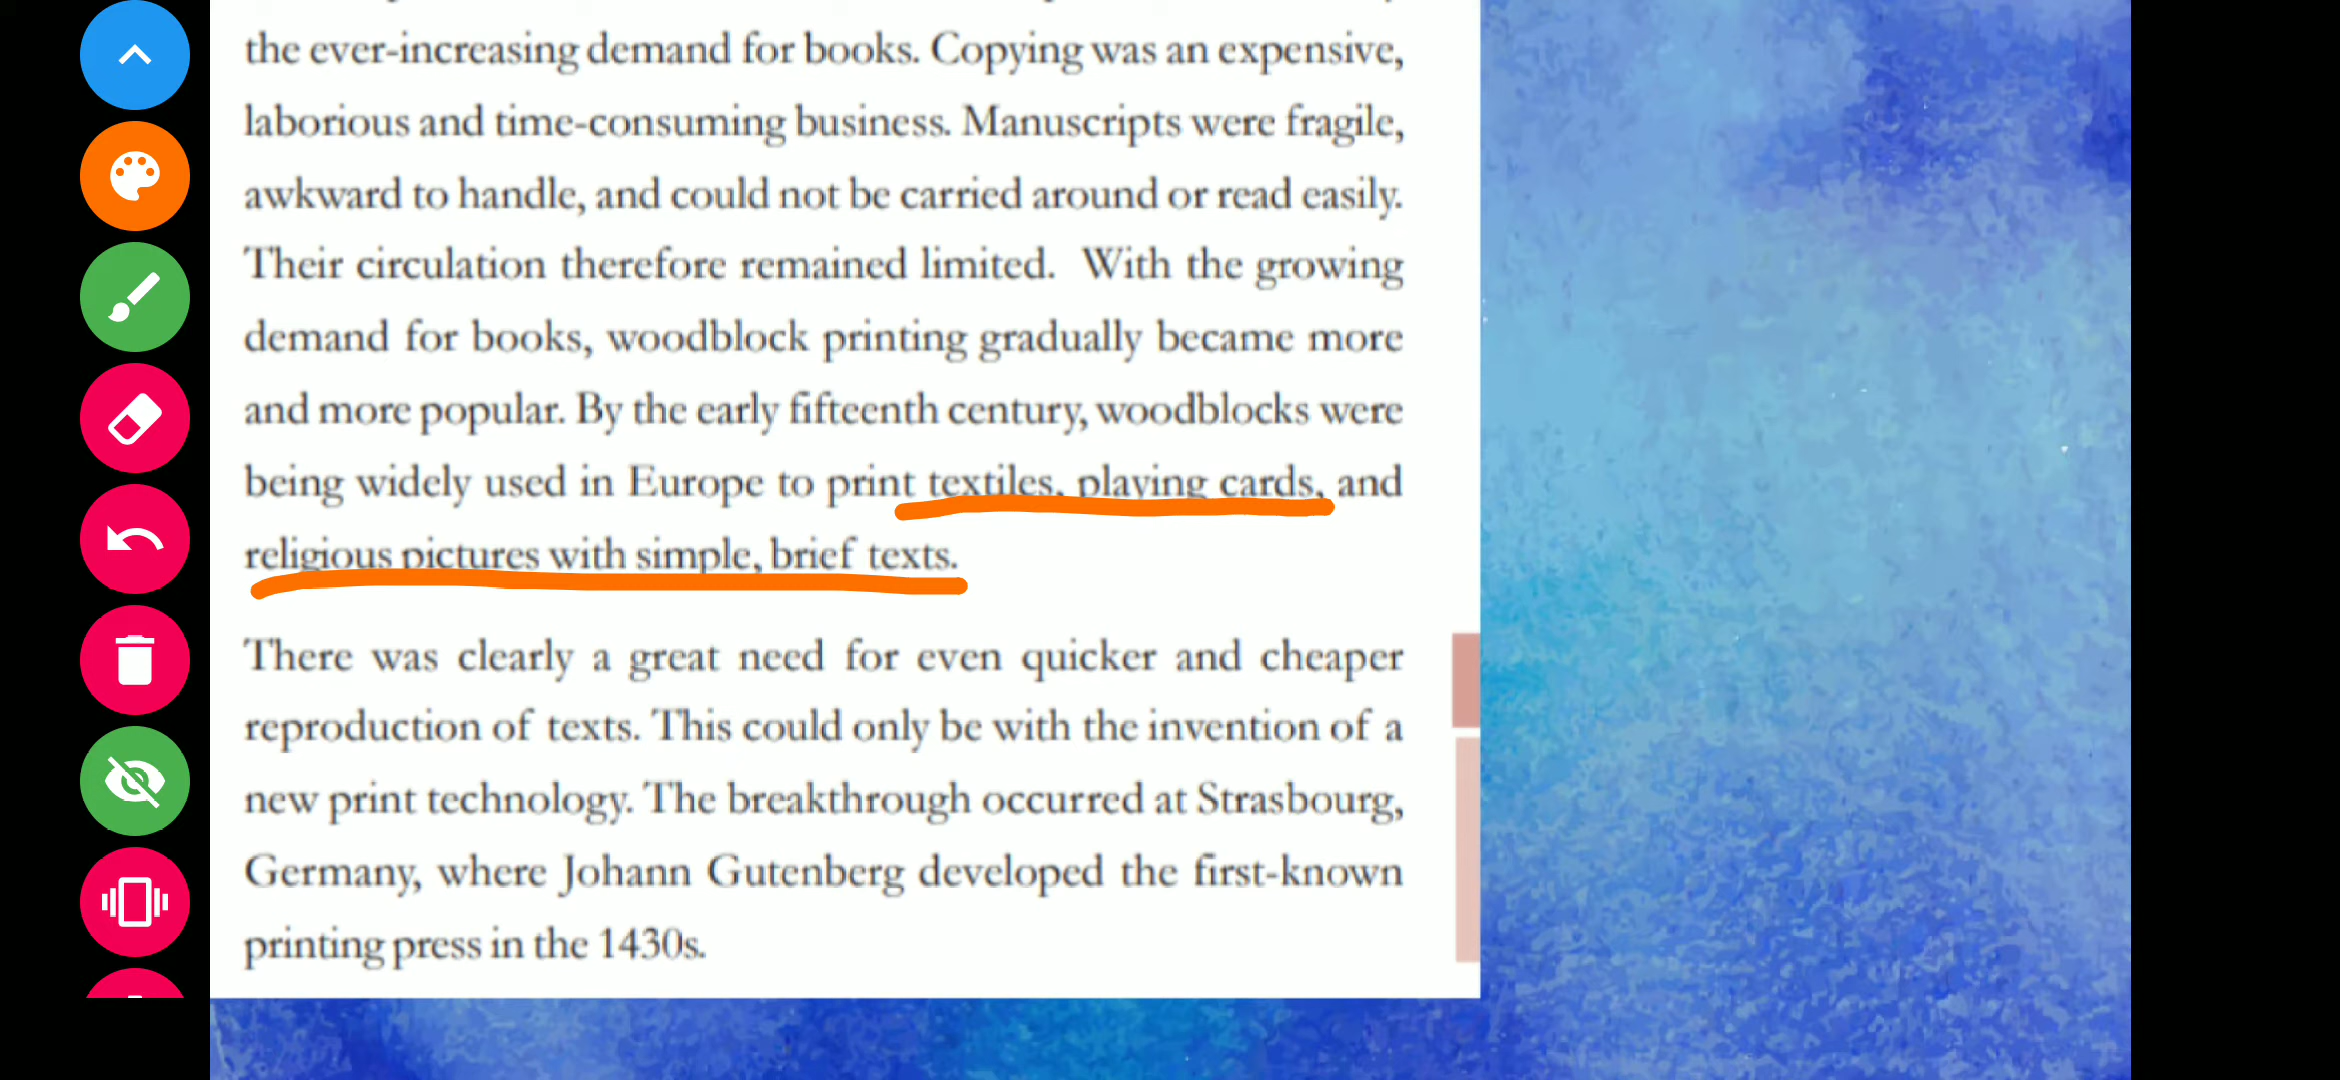 the ever-increasing demand for books. Copying was an expensive,
laborious and time-consuming business. Manuscripts were fragile,
awkward to handle, and could not be carried around or read easily.
Their circulation therefore remained limited. With the growing
demand for books, woodblock printing gradually became more
and more popular. By the early fifteenth century, woodblocks were
being widely used in Europe to print textiles, playing cards, and
religious pictures with simple, brief texts.
There was clearly a great need for even quicker and cheaper
reproduction of texts. This could only be with the invention of a
new print technology. The breakthrough occurred at Strasbourg,
Germany, where Johann Gutenberg developed the first-known
printing press in the 1430s.